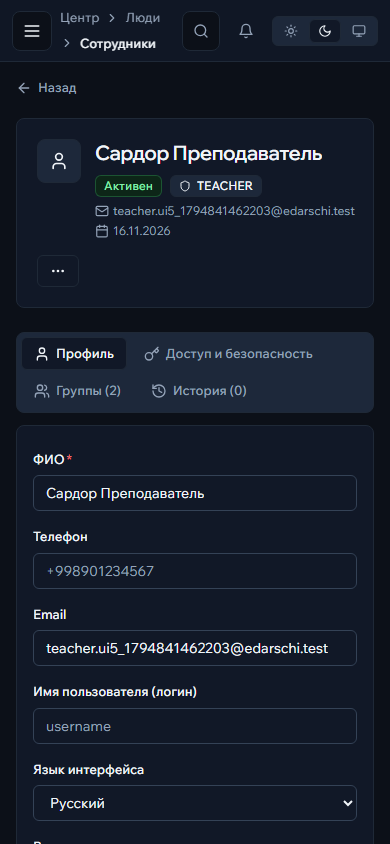 Центр > Люди
> Сотрудники
Назад
Сардор Преподаватель
Активен TEACHER
teacher.ui5_1794841462203@edarschi.test
16.11.2026
...
Профиль Доступ и безопасность
Группы (2) История (0)
ФИО*
Сардор Преподаватель
Телефон
+998901234567
Email
teacher.ui5_1794841462203@edarschi.test
Имя пользователя (логин)
username
Язык интерфейса
Русский